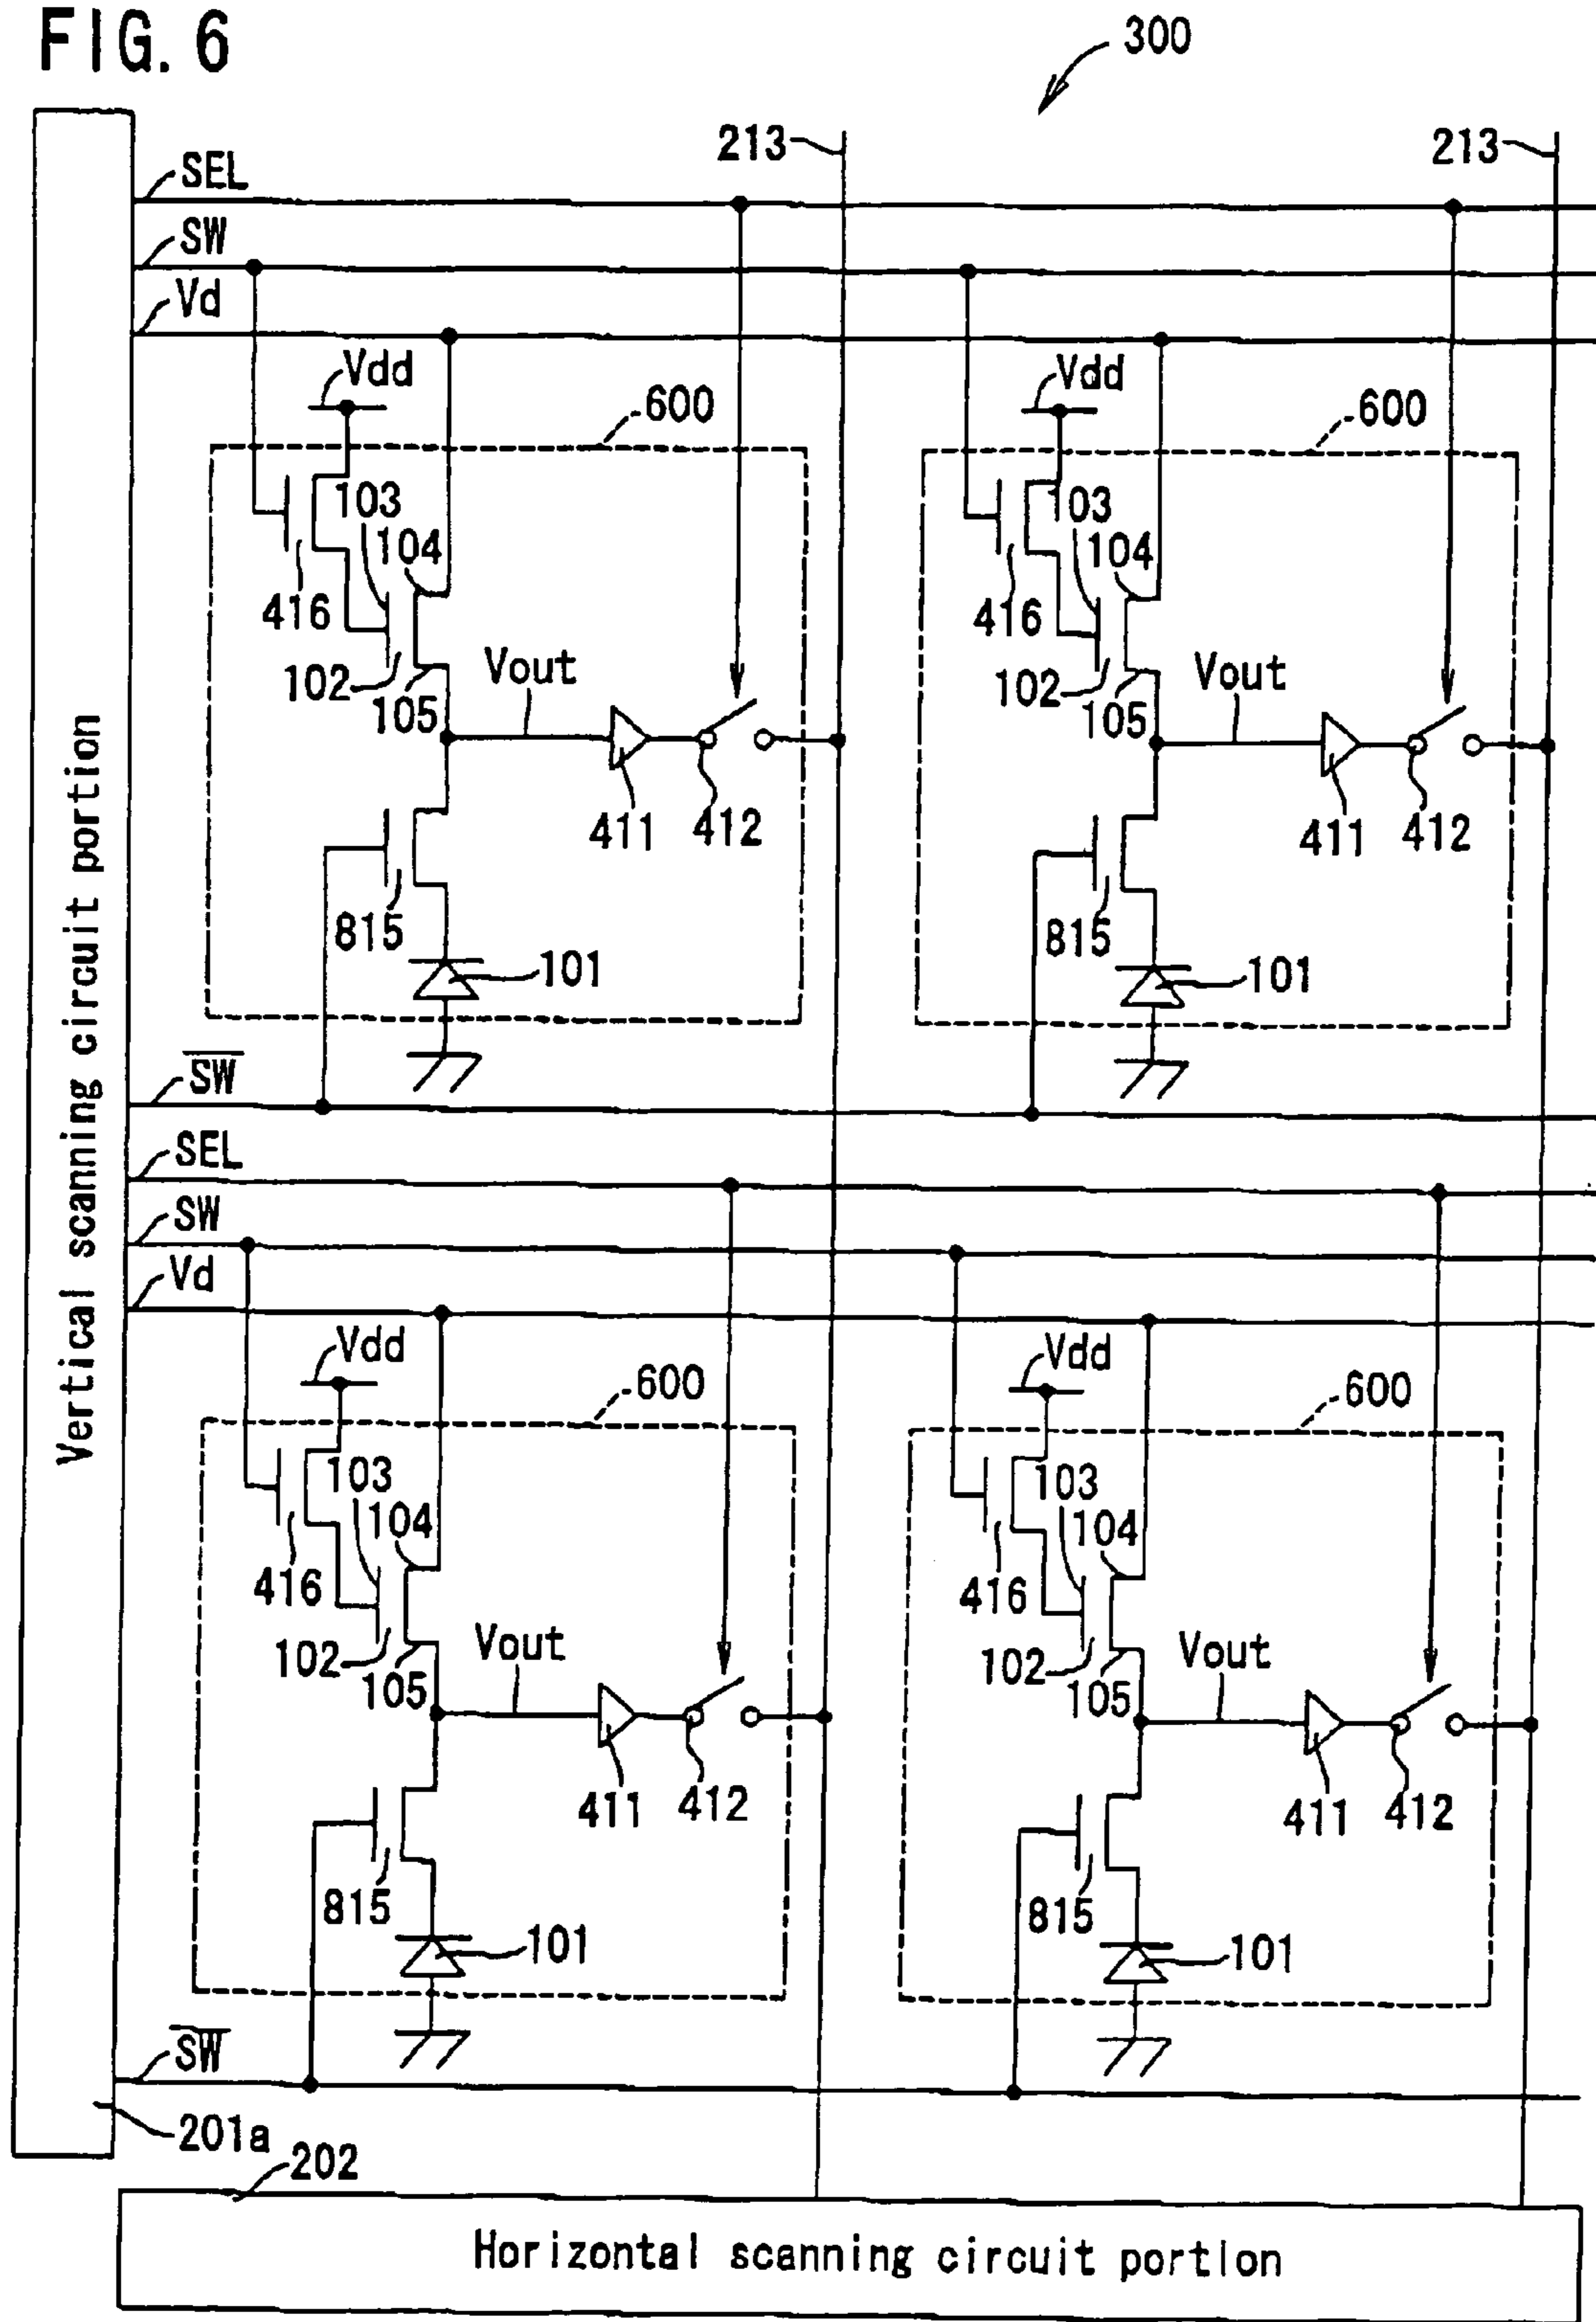 FIG. 6
300
213
213
SEL
SW
Vd
Vdd
Vdd
600
600
103
104
416
102
105
Vout
411
412
815
101
103
104
416
102
105
Vout
411
412
815
101
SW
SEL
SW
Vd
Vdd
Vdd
600
600
103
104
416
102
105
Vout
411
412
815
101
103
104
416
102
105
Vout
411
412
815
101
SW
Vertical scanning circuit portion
201a
202
Horizontal scanning circuit portion